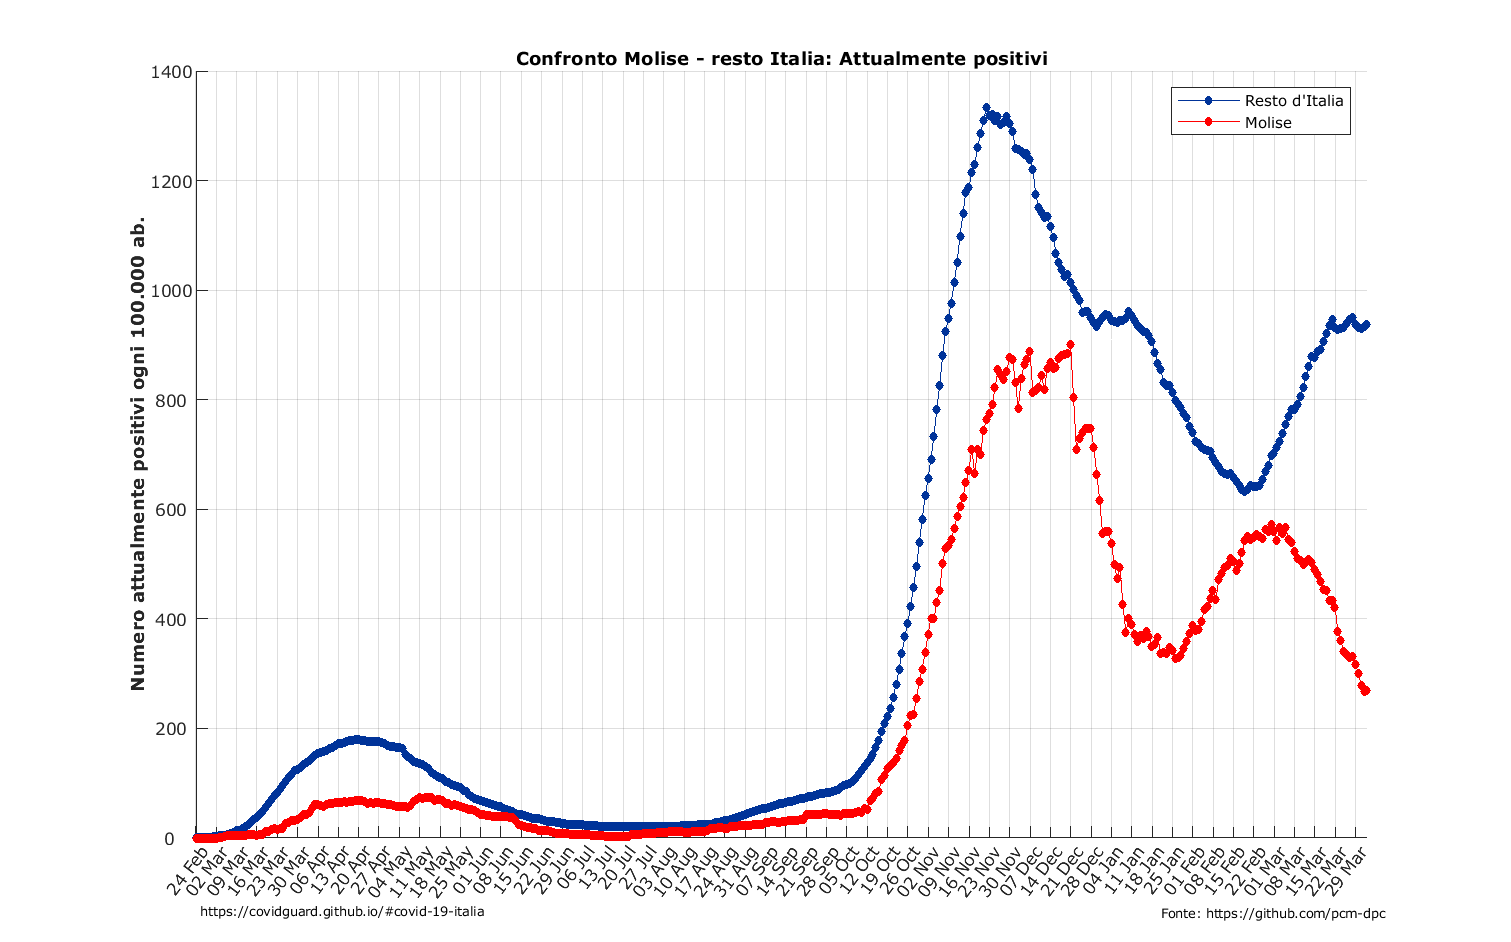 Confronto Molise - resto Italia: Attualmente positivi
Numero attualmente positivi ogni 100.000 ab.
1400
1200
1000
800
600
400
200
0
Resto d'Italia
Molise
24 Feb
02 Mar
09 Mar
16 Mar
23 Mar
30 Mar
06 Apr
13 Apr
20 Apr
27 Apr
04 May
11 May
18 May
25 May
01 Jun
08 Jun
15 Jun
22 Jun
29 Jun
06 Jul
13 Jul
20 Jul
27 Jul
03 Aug
10 Aug
17 Aug
24 Aug
31 Aug
07 Sep
14 Sep
21 Sep
28 Sep
05 Oct
12 Oct
19 Oct
26 Oct
02 Nov
09 Nov
16 Nov
23 Nov
30 Nov
07 Dec
14 Dec
21 Dec
28 Dec
04 Jan
11 Jan
18 Jan
25 Jan
01 Feb
08 Feb
15 Feb
22 Feb
01 Mar
08 Mar
15 Mar
22 Mar
29 Mar
https://covidguard.github.io/#covid-19-italia
Fonte: https://github.com/pcm-dpc